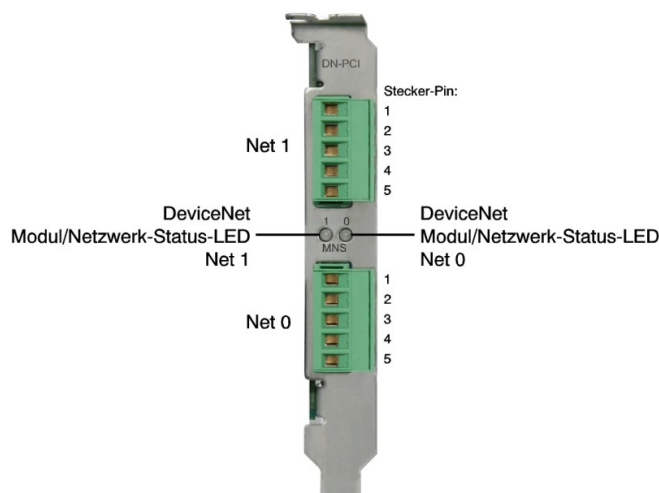 DN-PCI
Stecker-Pin:
1
2
Net 1
3
4
5
DeviceNet
Modul/Netzwerk-Status-LED
Net 1
1 0
MNS
DeviceNet
Modul/Netzwerk-Status-LED
Net 0
1
2
Net 0
3
4
5